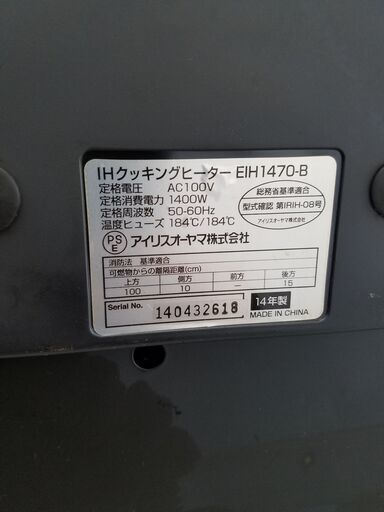 IHクッキングヒーター EIH1470-B
定格電圧 AC100V
定格消費電力 1400W
定格周波数 50-60Hz
温度ヒューズ 184℃/184℃
総務省基準適合
型式確認 第IRIH-08号
アイリスオーヤマ株式会社
PS
E
アイリスオーヤマ株式会社
消防法 基準適合
可燃物からの離隔距離(cm)
上方 側方 前方 後方
100 10 ー 15
Serial No. 140432618
14年製
MADE IN CHINA